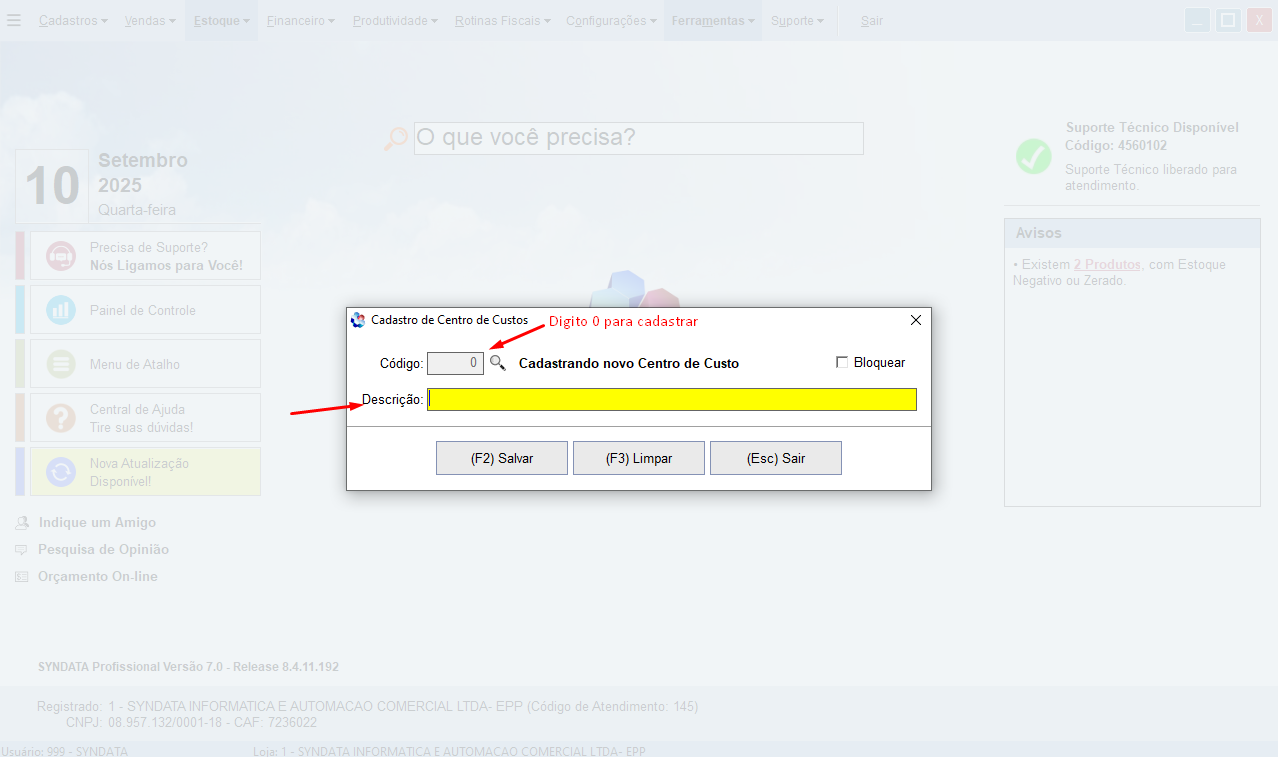 Cadastros Vendas Estoque Financeiro Produtividade Rotinas Fiscais Configurações Ferramentas Suporte Sair X
O que você precisa?
Suporte Técnico Disponível
Código: 4560102
Suporte Técnico liberado para
atendimento.
10
Setembro
2025
Quarta-feira
Avisos
• Existem 2 Produtos, com Estoque
Negativo ou Zerado.
Precisa de Suporte?
Nós Ligamos para Você!
Painel de Controle
Menu de Atalho
Central de Ajuda
Tire suas dúvidas!
Nova Atualização
Disponível!
Indique um Amigo
Pesquisa de Opinião
Orçamento On-line
Cadastro de Centro de Custos
Digito 0 para cadastrar
Código: 0 Cadastrando novo Centro de Custo Bloquear
Descrição:
(F2) Salvar (F3) Limpar (Esc) Sair
SYNDATA Profissional Versão 7.0 - Release 8.4.11.192
Registrado: 1 - SYNDATA INFORMATICA E AUTOMACAO COMERCIAL LTDA- EPP (Código de Atendimento: 145)
CNPJ: 08.957.132/0001-18 - CAF: 7236022
Usuário: 999 - SYNDATA Loja: 1 - SYNDATA INFORMATICA E AUTOMACAO COMERCIAL LTDA- EPP